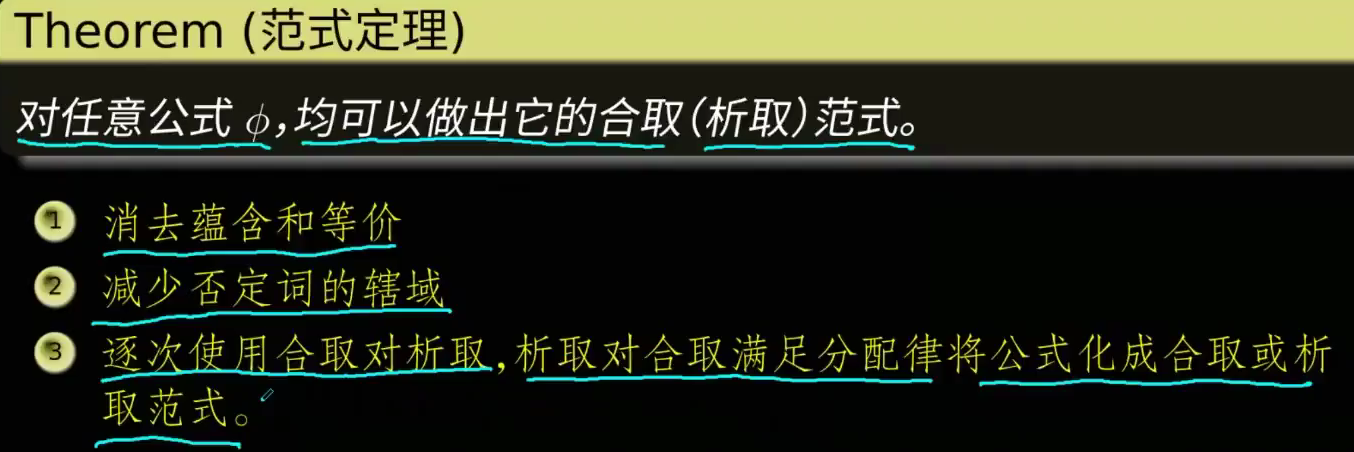 Theorem (范式定理)
对任意公式 ϕ,均可以做出它的合取(析取)范式。
1 消去蕴含和等价
2 减少否定词的辖域
3 逐次使用合取对析取,析取对合取满足分配律将公式化成合取或析
取范式。